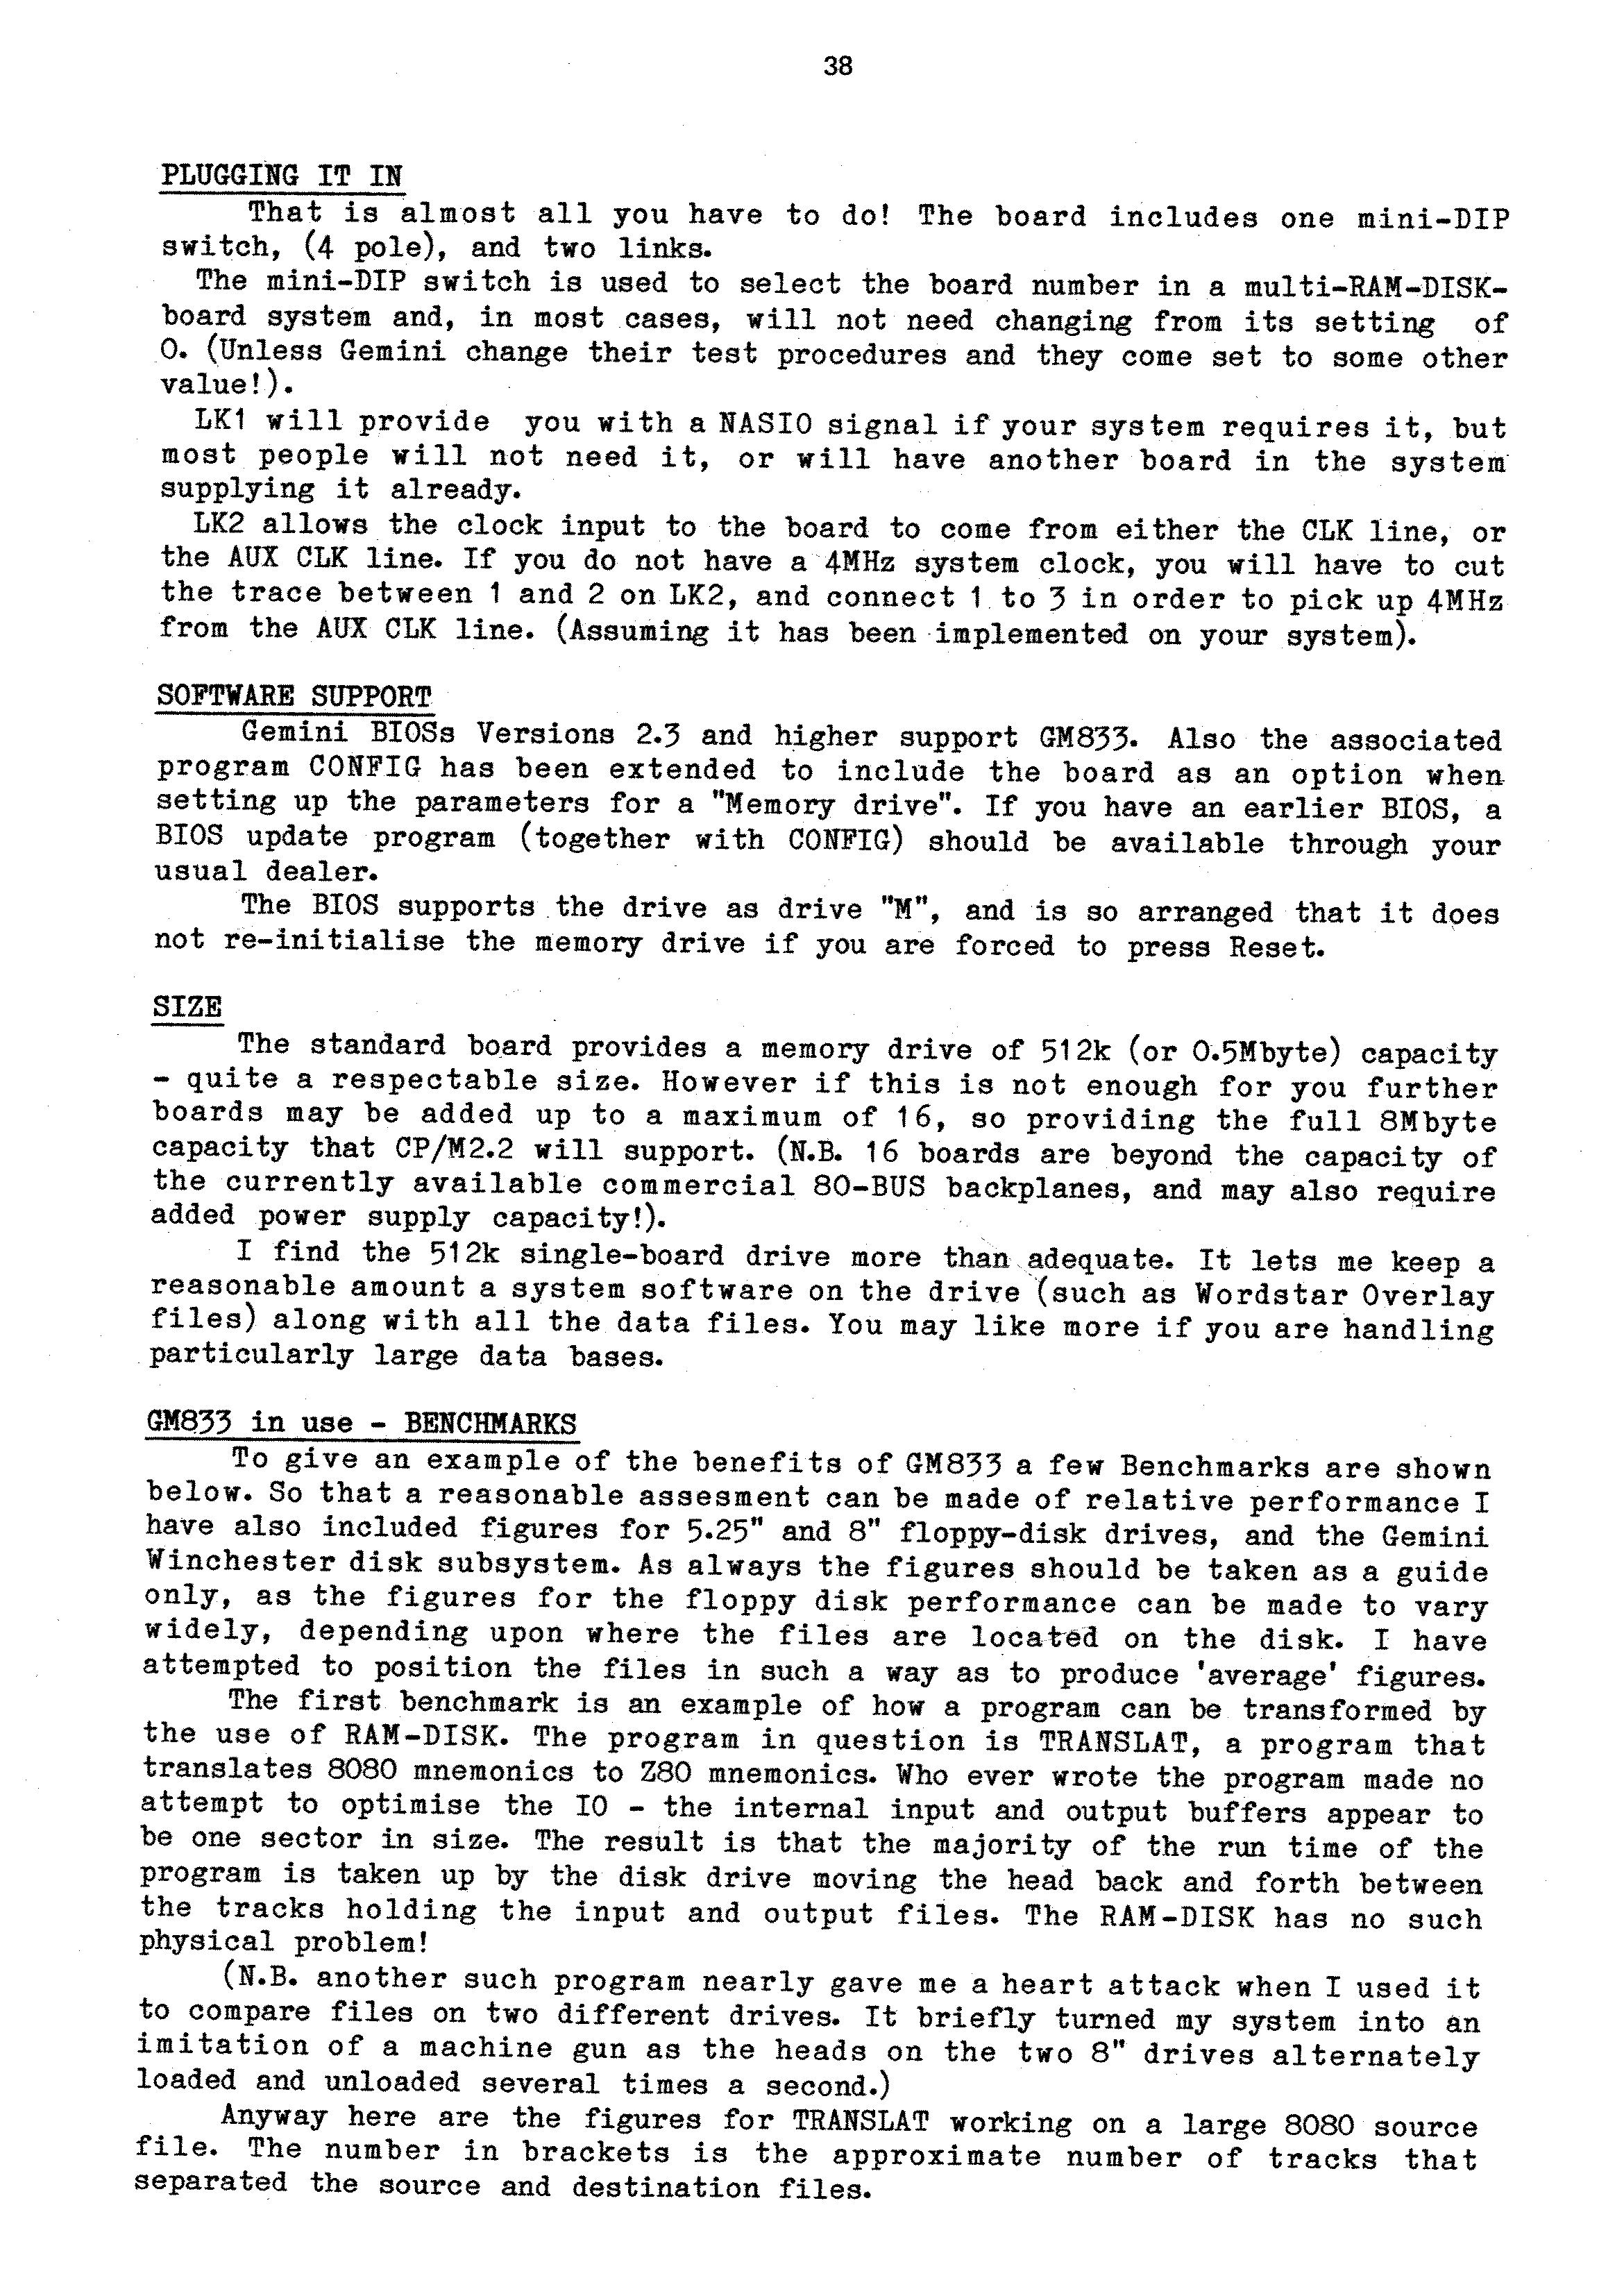 38
PLUGGING IT IN
That is almost all you have to do! The board includes one mini-DIP
switch, (4 pole), and two links.
The mini-DIP switch is used to select the board number in a multi-RAM-DISK-
board system and, in most cases, will not need changing from its setting of
0. (Unless Gemini change their test procedures and they come set to some other
value!).
LK1 will provide you with a NASIO signal if your system requires it, but
most people will not need it, or will have another board in the system
supplying it already.
LK2 allows the clock input to the board to come from either the CLK line, or
the AUX CLK line. If you do not have a 4MHz system clock, you will have to cut
the trace between 1 and 2 on LK2, and connect 1 to 3 in order to pick up 4MHz
from the AUX CLK line. (Assuming it has been implemented on your system).
SOFTWARE SUPPORT
Gemini BIOSs Versions 2.3 and higher support GM833. Also the associated
program CONFIG has been extended to include the board as an option when
setting up the parameters for a "Memory drive". If you have an earlier BIOS, a
BIOS update program (together with CONFIG) should be available through your
usual dealer.
The BIOS supports the drive as drive "M", and is so arranged that it does
not re-initialise the memory drive if you are forced to press Reset.
SIZE
The standard board provides a memory drive of 512k (or 0.5Mbyte) capacity
- quite a respectable size. However if this is not enough for you further
boards may be added up to a maximum of 16, so providing the full 8Mbyte
capacity that CP/M2.2 will support. (N.B. 16 boards are beyond the capacity of
the currently available commercial 80-BUS backplanes, and may also require
added power supply capacity!).
I find the 512k single-board drive more than adequate. It lets me keep a
reasonable amount a system software on the drive (such as Wordstar Overlay
files) along with all the data files. You may like more if you are handling
particularly large data bases.
GM833 in use - BENCHMARKS
To give an example of the benefits of GM833 a few Benchmarks are shown
below. So that a reasonable assesment can be made of relative performance I
have also included figures for 5.25" and 8" floppy-disk drives, and the Gemini
Winchester disk subsystem. As always the figures should be taken as a guide
only, as the figures for the floppy disk performance can be made to vary
widely, depending upon where the files are located on the disk. I have
attempted to position the files in such a way as to produce 'average' figures.
The first benchmark is an example of how a program can be transformed by
the use of RAM-DISK. The program in question is TRANSLAT, a program that
translates 8080 mnemonics to Z80 mnemonics. Who ever wrote the program made no
attempt to optimise the IO - the internal input and output buffers appear to
be one sector in size. The result is that the majority of the run time of the
program is taken up by the disk drive moving the head back and forth between
the tracks holding the input and output files. The RAM-DISK has no such
physical problem!
(N.B. another such program nearly gave me a heart attack when I used it
to compare files on two different drives. It briefly turned my system into an
imitation of a machine gun as the heads on the two 8" drives alternately
loaded and unloaded several times a second.)
Anyway here are the figures for TRANSLAT working on a large 8080 source
file. The number in brackets is the approximate number of tracks that
separated the source and destination files.